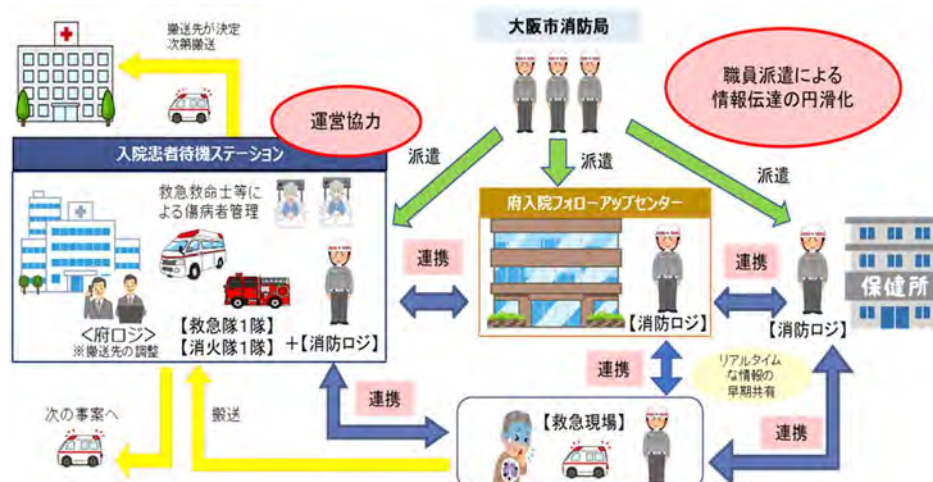 搬送先が決定
次第搬送
大阪市消防局
職員派遣による
情報伝達の円滑化
運営協力
入院患者待機ステーション
派遣
派遣
派遣
救急救命士等に
よる傷病者管理
府入院フォローアップセンター
連携
連携
保健所
<府ロジ>
※搬送先の調整
【救急隊1隊】
【消火隊1隊】
+【消防ロジ】
【消防ロジ】
【消防ロジ】
連携
リアルタイム
な情報の
早期共有
次の事案へ
搬送
連携
【救急現場】
連携